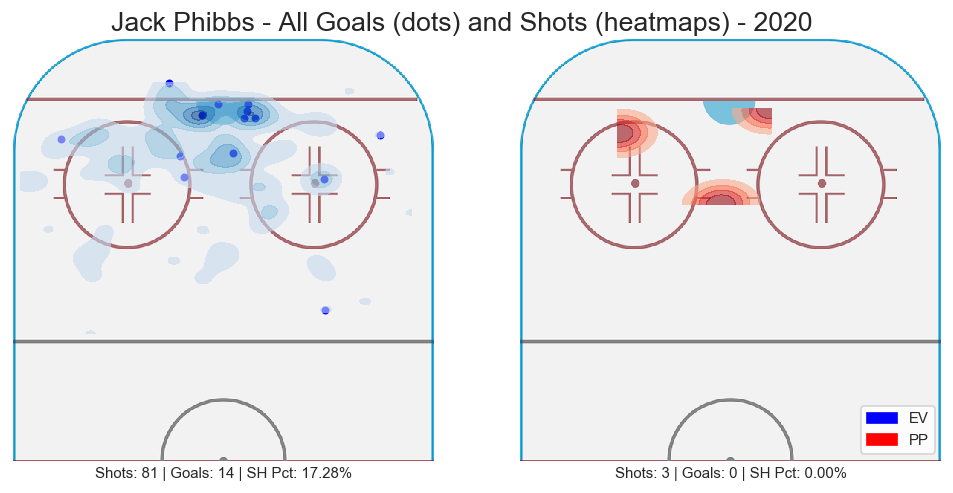 Jack Phibbs - All Goals (dots) and Shots (heatmaps) - 2020
EV
PP
Shots: 81 | Goals: 14 | SH Pct: 17.28%
Shots: 3 | Goals: 0 | SH Pct: 0.00%